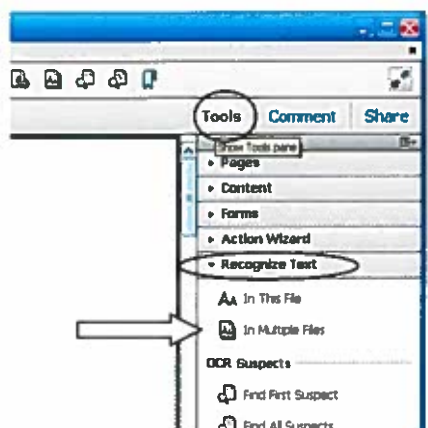 Tools Comment Share
Show Tools pane
Pages
Content
Forms
Action Wizard
Recognize Text
AA In This File
In Multiple Files
OCR Suspects
Find First Suspect
Find All Suspects